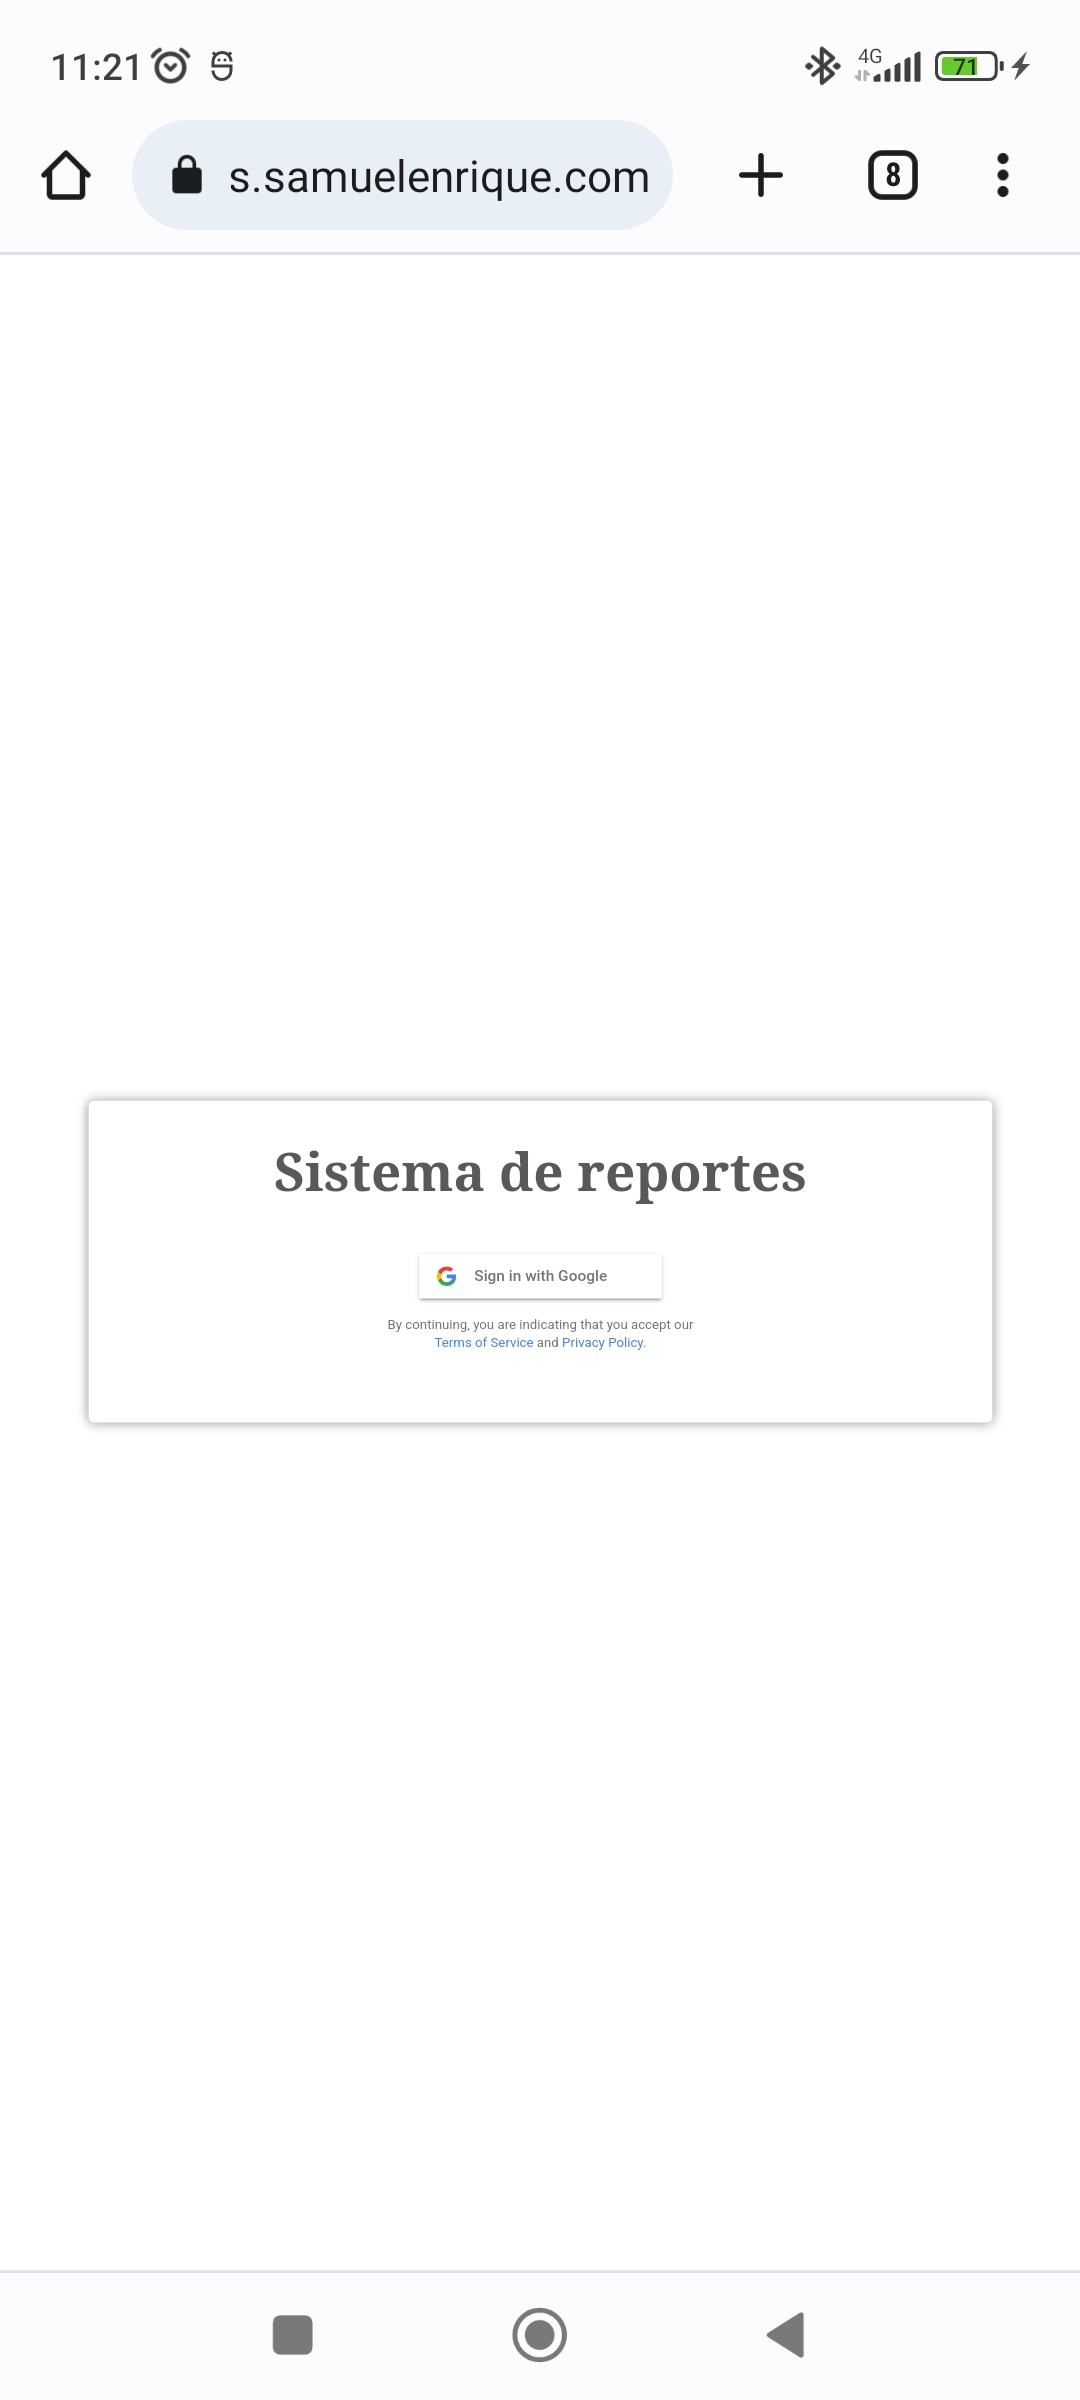 11:21
4G
71
s.samuelenrique.com
8
Sistema de reportes
Sign in with Google
By continuing, you are indicating that you accept our
Terms of Service and Privacy Policy.